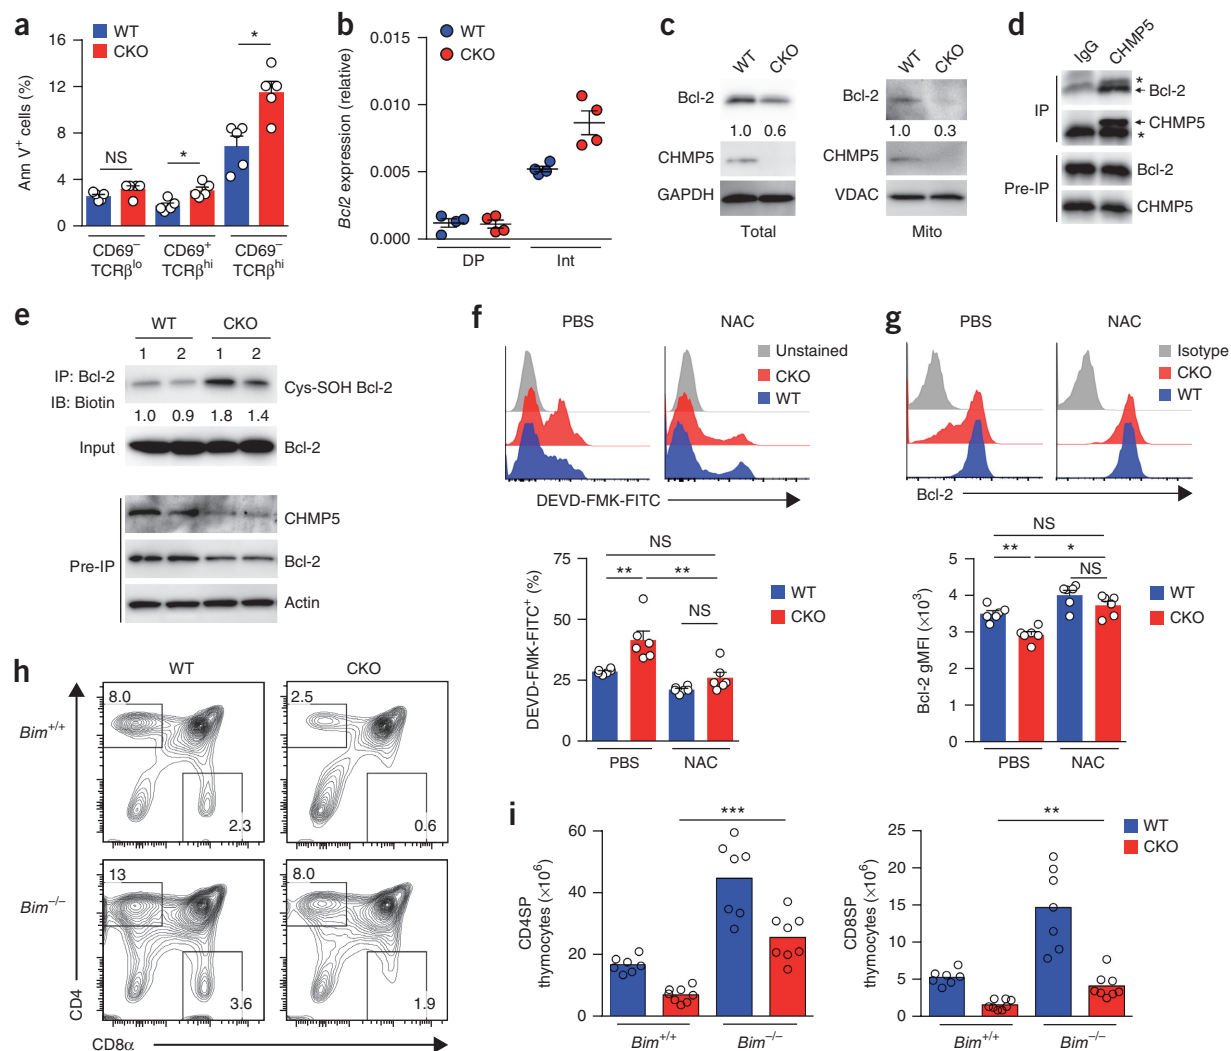 a
WT
CKO
Ann V+ cells (%)
16
12
8
4
0
NS
*
*
CD69− TCRβlo
CD69+ TCRβhi
CD69− TCRβhi
b
WT
CKO
Bcl2 expression (relative)
0.015
0.010
0.005
0.000
DP
Int
c
WT CKO
Bcl-2
1.0 0.6
CHMP5
GAPDH
Total
WT CKO
Bcl-2
1.0 0.3
CHMP5
VDAC
Mito
d
IgG CHMP5
IP
*
Bcl-2
CHMP5
*
Pre-IP
Bcl-2
CHMP5
e
WT CKO
1 2 1 2
IP: Bcl-2
IB: Biotin
Cys-SOH Bcl-2
1.0 0.9 1.8 1.4
Input
Bcl-2
Pre-IP
CHMP5
Bcl-2
Actin
f
PBS NAC
Unstained
CKO
WT
DEVD-FMK-FITC
DEVD-FMK-FITC+ (%)
75
50
25
0
NS
** **
NS
WT
CKO
PBS NAC
g
PBS NAC
Isotype
CKO
WT
Bcl-2
Bcl-2 gMFI (×10³)
5
4
3
2
1
0
NS
** *
NS
WT
CKO
PBS NAC
h
WT CKO
Bim+/+
8.0
2.3
2.5
0.6
Bim−/−
13
3.6
8.0
1.9
CD4
CD8α
i
CD4SP
thymocytes (×10⁶)
60
40
20
0
***
Bim+/+ Bim−/−
CD8SP
thymocytes (×10⁶)
25
20
15
10
5
0
**
Bim+/+ Bim−/−
WT
CKO